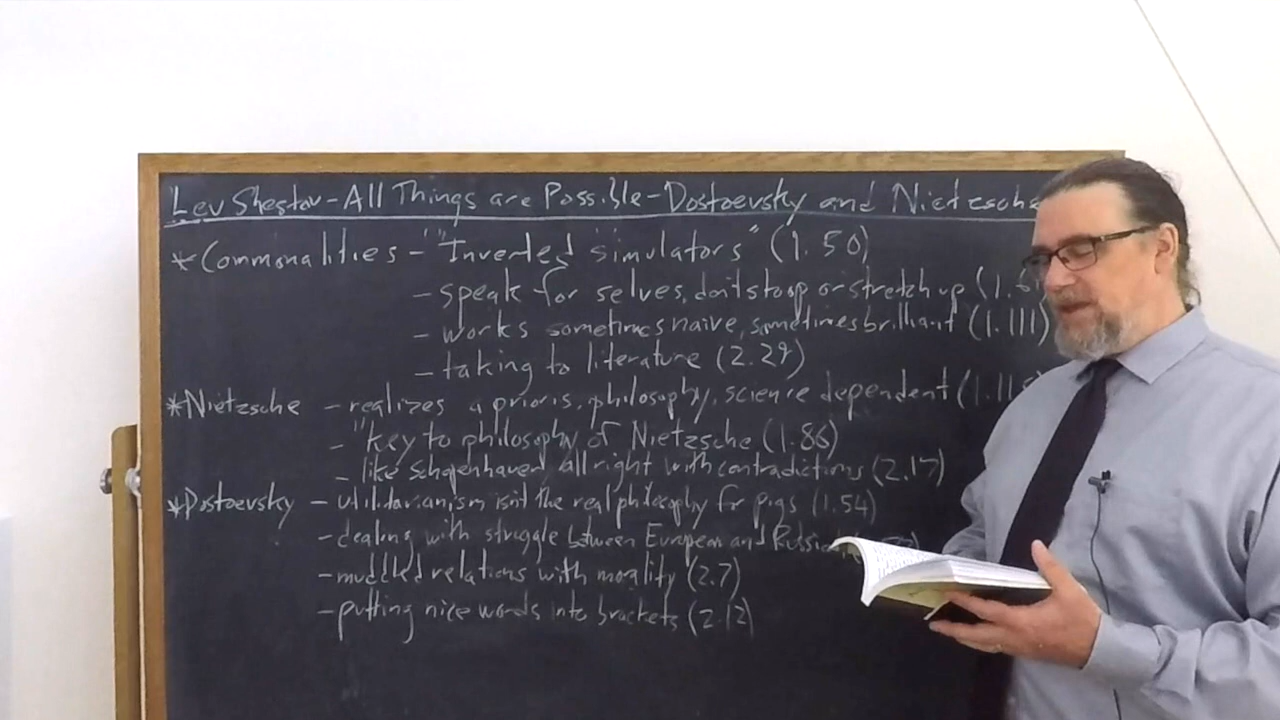 Lev Shestov - All Things are Possible - Dostoevsky and Nietzsche
* Commonalities - "Inverted simulators" (1.50)
- speak for selves, don't stoop or stretch up (1.6
- works sometimes naive, sometimes brilliant (1.111)
- taking to literature (2.29)
* Nietzsche - realizes a prioris, philosophy, science dependent (1.11
- "key to philosophy of Nietzsche (1.86)
- like Schopenhauer, all right with contradictions (2.17)
* Dostoevsky - utilitarianism isn't the real philosophy for pigs (1.54)
- dealing with struggle between European and Russian
- muddled relations with morality (2.7)
- putting nice words into brackets (2.12)